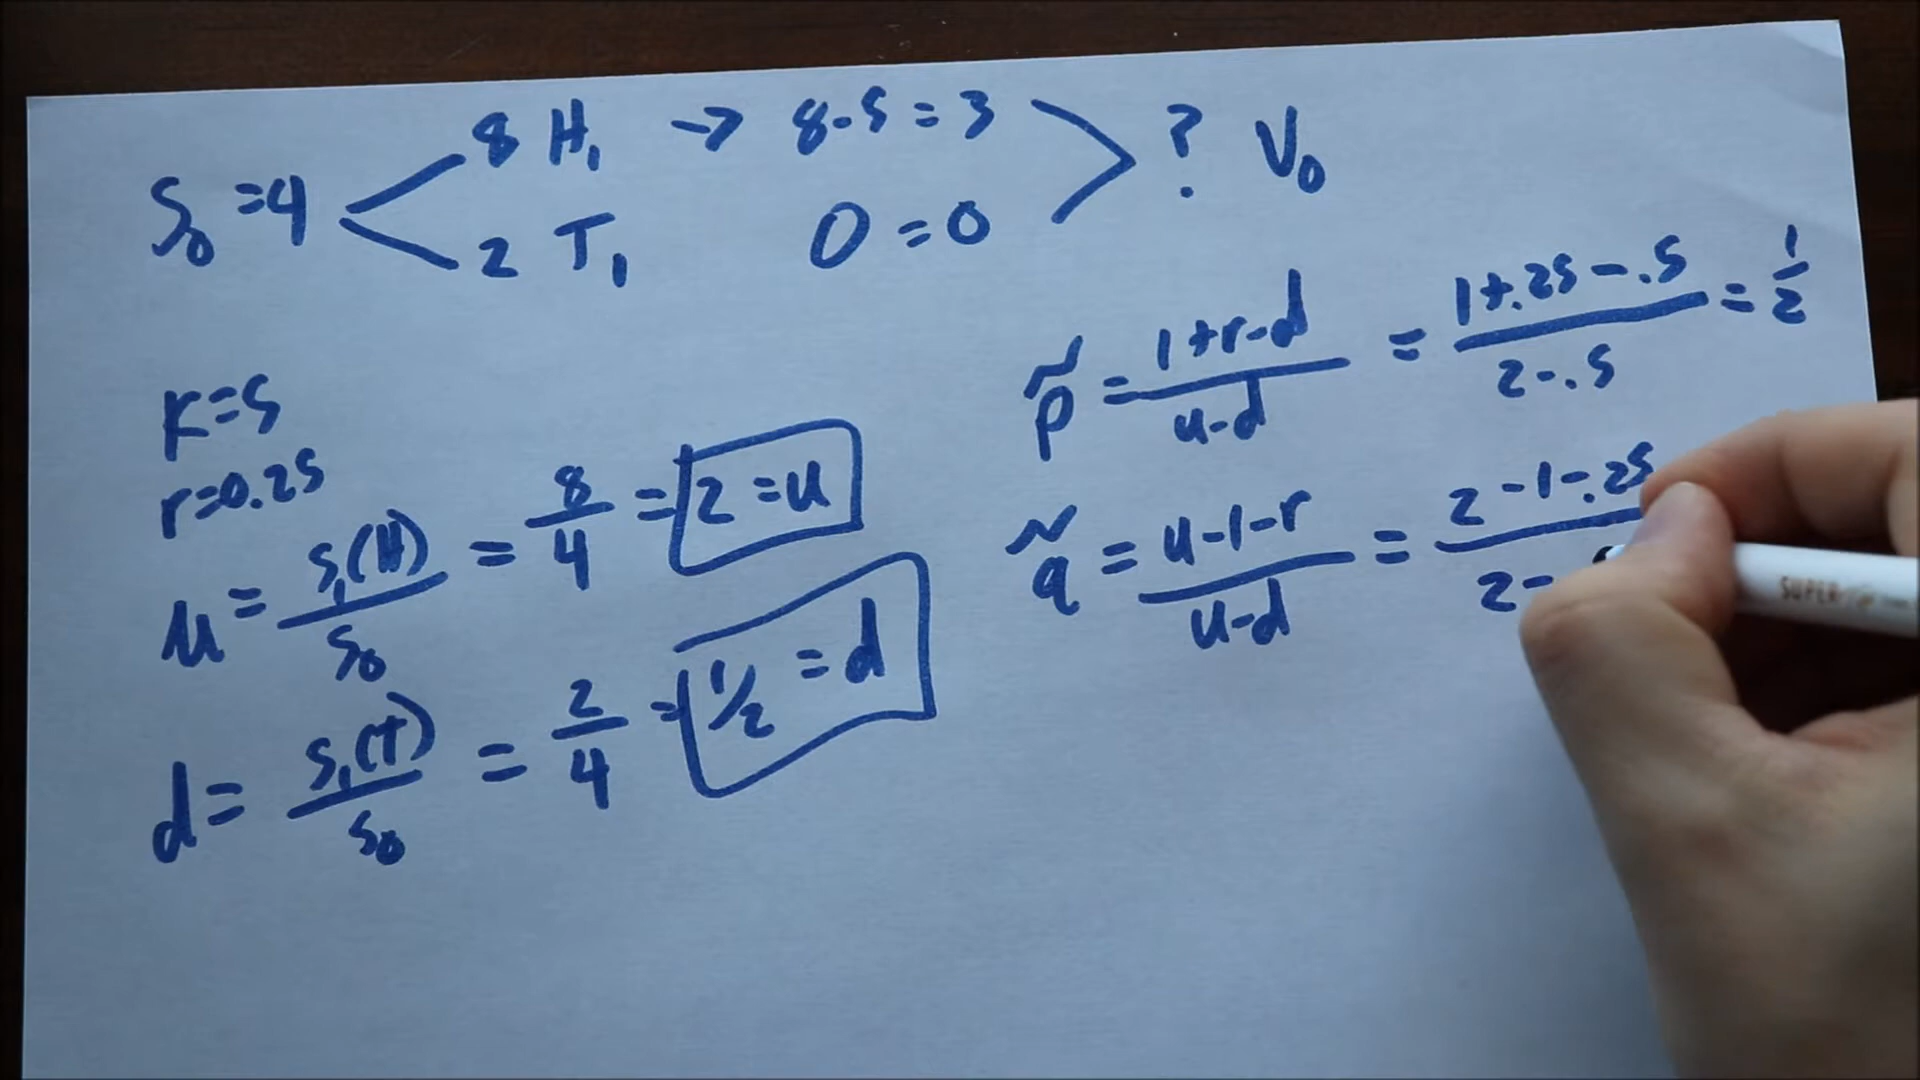 S₀ = 4 < 8 H₁ → 8 - 5 = 3 > ? V₀
2 T₁ 0 = 0
K = 5
r = 0.25
u = S₁(H)/S₀ = 8/4 = 2 = u
d = S₁(T)/S₀ = 2/4 = 1/2 = d
p̃ = 1+r-d/u-d = 1+.25-.5/2-.5 = 1/2
q̃ = u-1-r/u-d = 2-1-.25/2-
SUPER